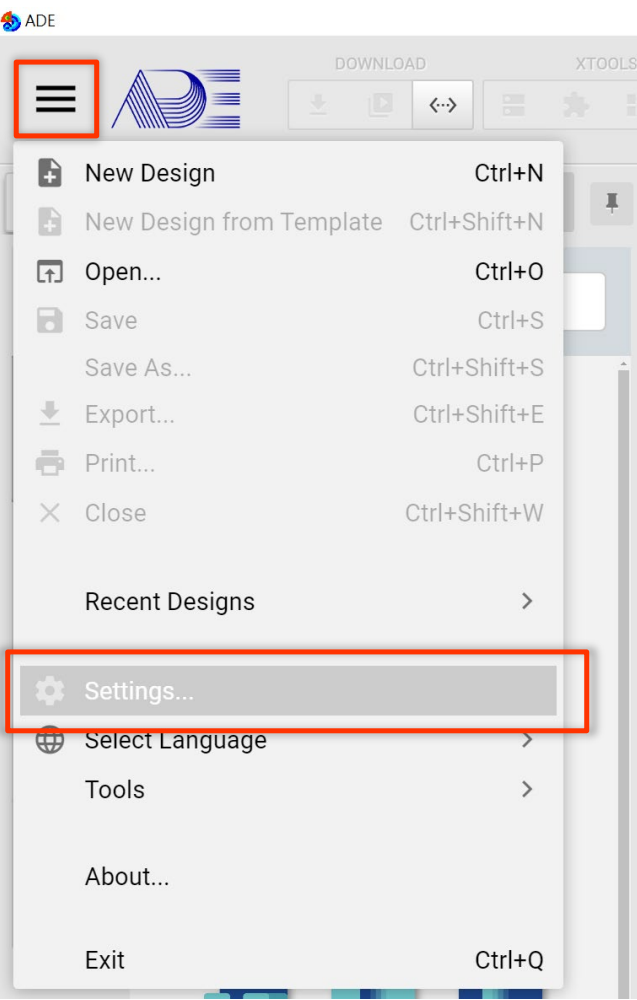 ADE
DOWNLOAD XTOOLS
ADE
New Design Ctrl+N
New Design from Template Ctrl+Shift+N
Open... Ctrl+O
Save Ctrl+S
Save As... Ctrl+Shift+S
Export... Ctrl+Shift+E
Print... Ctrl+P
Close Ctrl+Shift+W
Recent Designs
Settings...
Select Language
Tools
About...
Exit Ctrl+Q